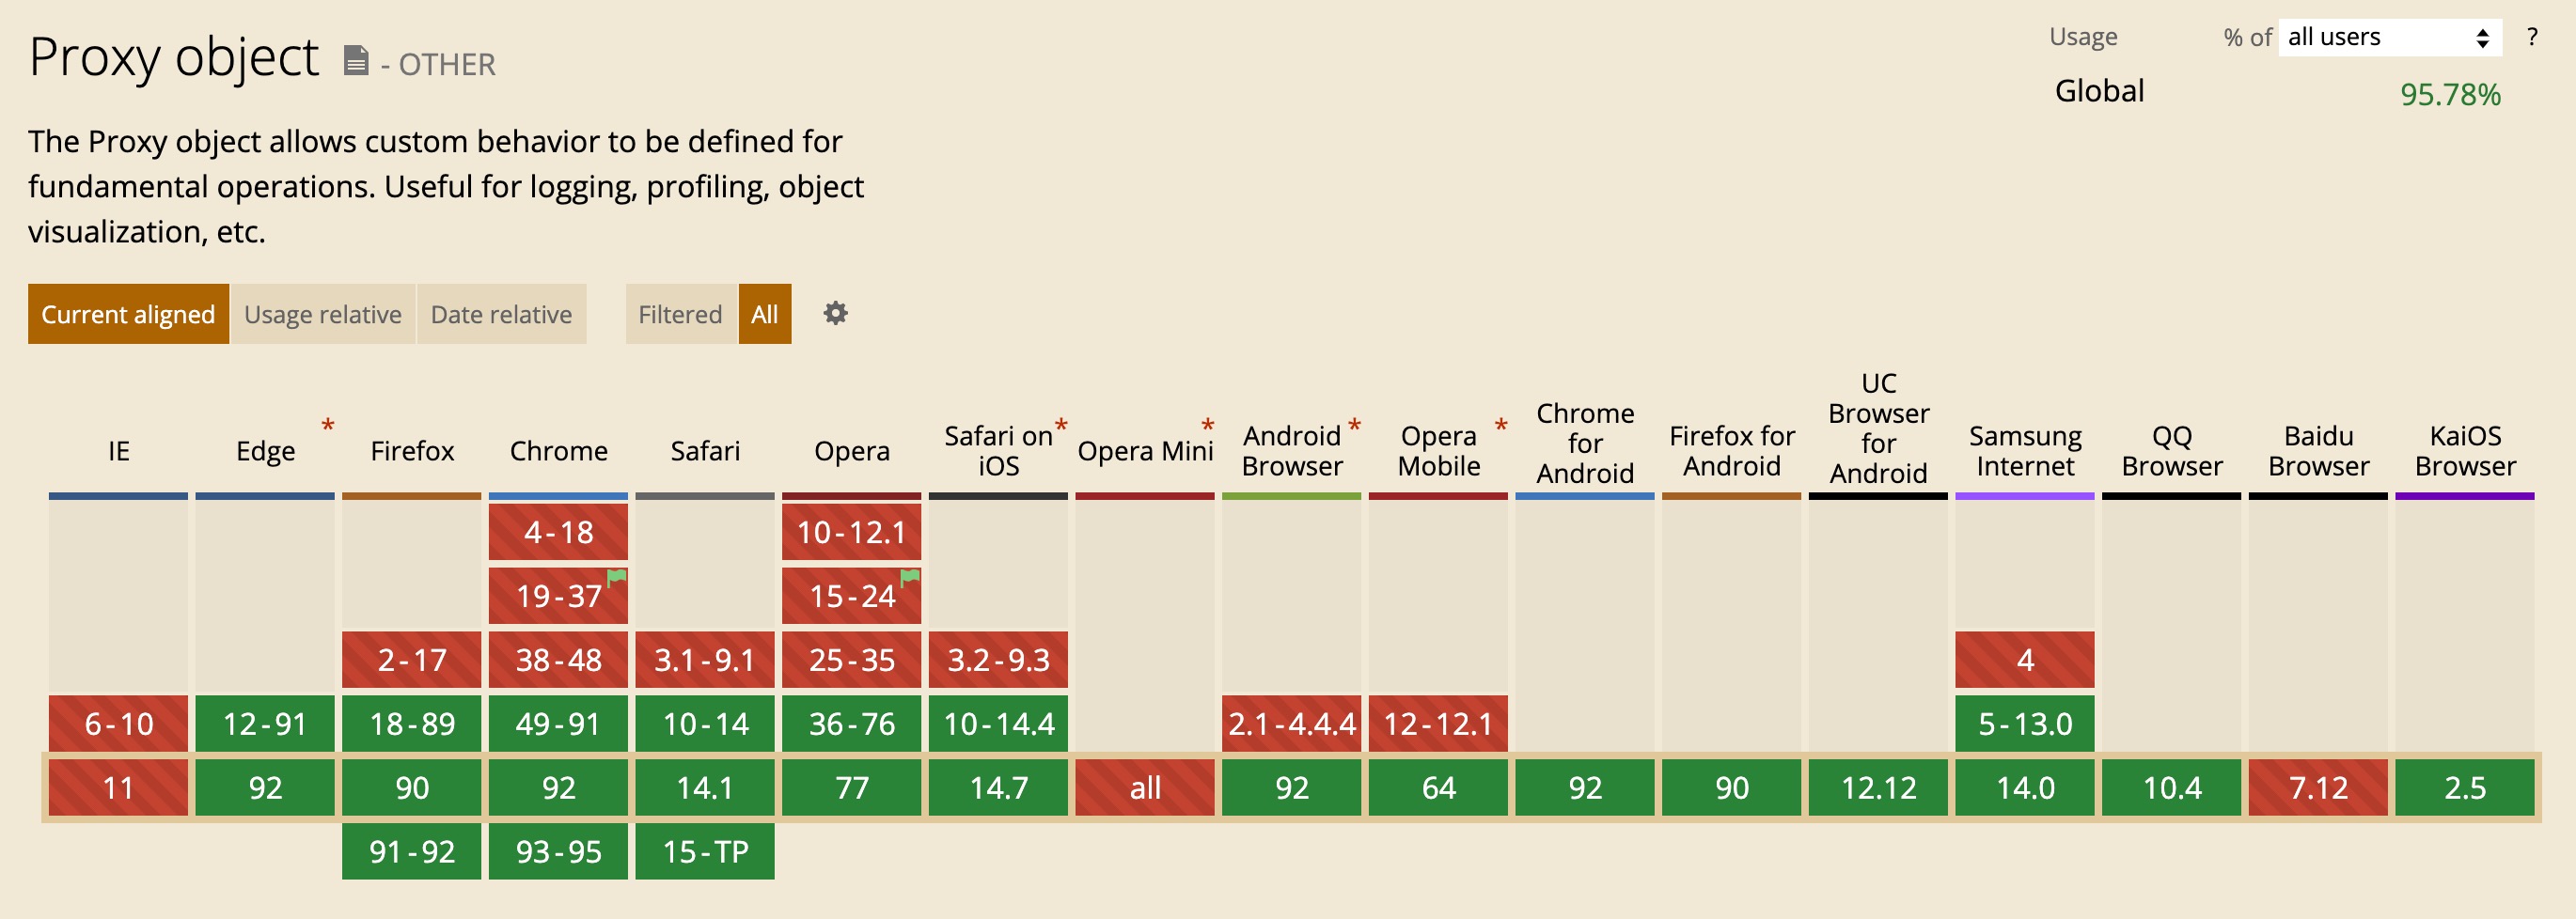 Proxy object - OTHER
Usage % of all users ?
Global 95.78%
The Proxy object allows custom behavior to be defined for
fundamental operations. Useful for logging, profiling, object
visualization, etc.
Current aligned Usage relative Date relative Filtered All
IE
Edge *
Firefox
Chrome
Safari
Opera
Safari on *
iOS
Opera Mini *
Android *
Browser
Opera *
Mobile
Chrome
for
Android
Firefox for
Android
UC
Browser
for
Android
Samsung
Internet
QQ
Browser
Baidu
Browser
KaiOS
Browser
4-18 10-12.1
19-37 15-24
2-17 38-48 3.1-9.1 25-35 3.2-9.3 4
6-10 12-91 18-89 49-91 10-14 36-76 10-14.4 2.1-4.4.4 12-12.1 5-13.0
11 92 90 92 14.1 77 14.7 all 92 64 92 90 12.12 14.0 10.4 7.12 2.5
91-92 93-95 15-TP